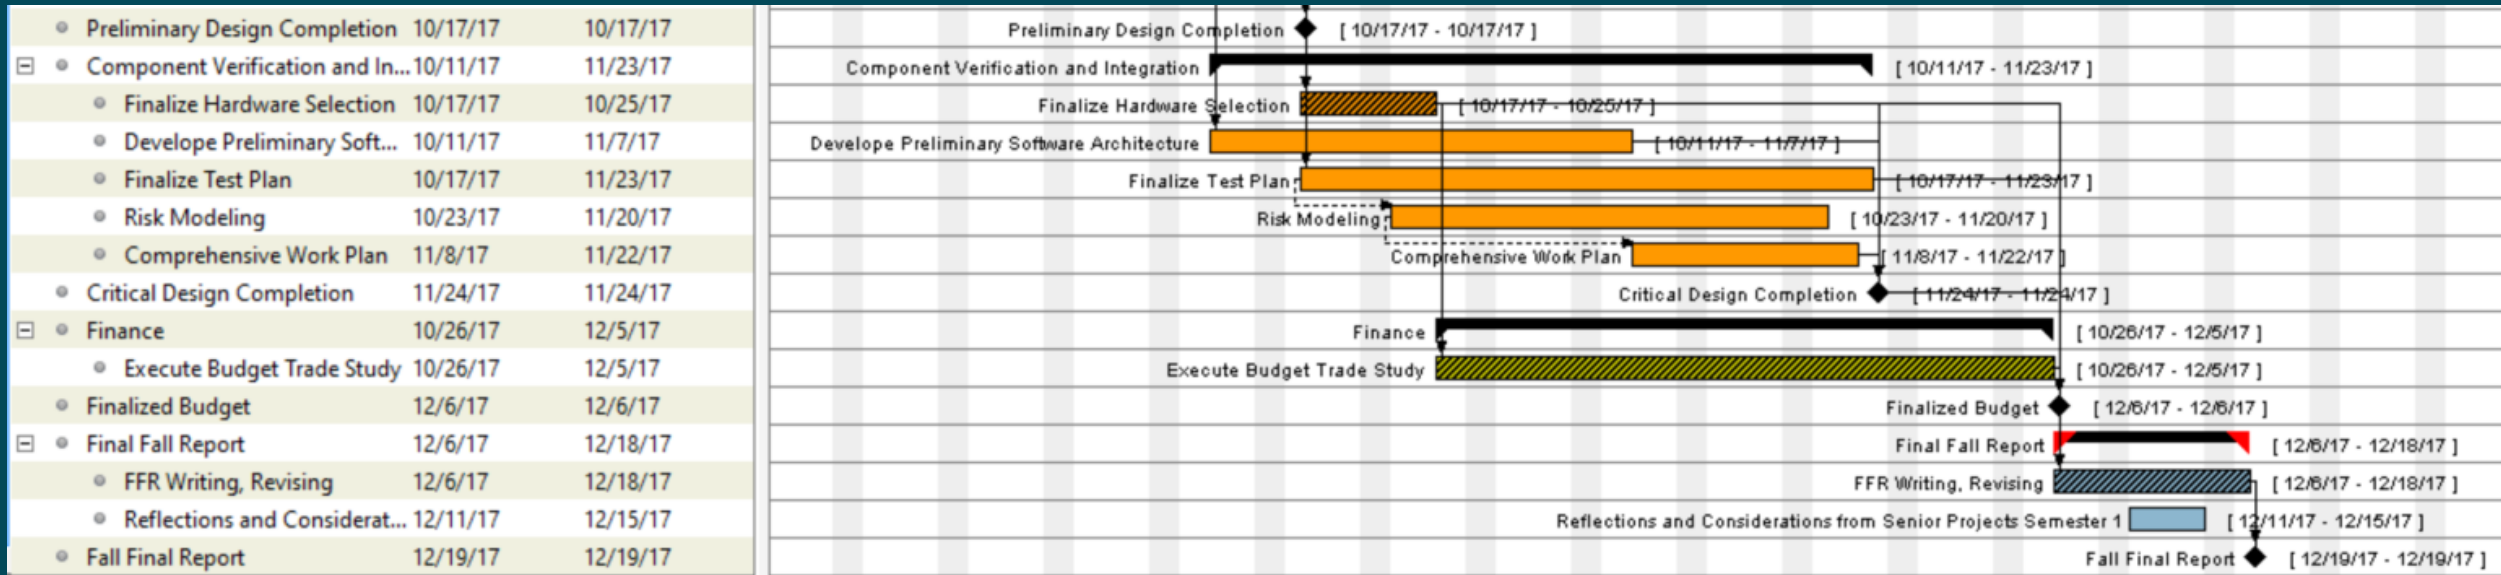 Preliminary Design Completion 10/17/17 10/17/17 Preliminary Design Completion [ 10/17/17 - 10/17/17 ]
Component Verification and In... 10/11/17 11/23/17 Component Verification and Integration [ 10/11/17 - 11/23/17 ]
Finalize Hardware Selection 10/17/17 10/25/17 Finalize Hardware Selection [ 10/17/17 - 10/25/17 ]
Develope Preliminary Soft... 10/11/17 11/7/17 Develope Preliminary Software Architecture [ 10/11/17 - 11/7/17 ]
Finalize Test Plan 10/17/17 11/23/17 Finalize Test Plan [ 10/17/17 - 11/23/17 ]
Risk Modeling 10/23/17 11/20/17 Risk Modeling [ 10/23/17 - 11/20/17 ]
Comprehensive Work Plan 11/8/17 11/22/17 Comprehensive Work Plan [ 11/8/17 - 11/22/17 ]
Critical Design Completion 11/24/17 11/24/17 Critical Design Completion [ 11/24/17 - 11/24/17 ]
Finance 10/26/17 12/5/17 Finance [ 10/26/17 - 12/5/17 ]
Execute Budget Trade Study 10/26/17 12/5/17 Execute Budget Trade Study [ 10/26/17 - 12/5/17 ]
Finalized Budget 12/6/17 12/6/17 Finalized Budget [ 12/6/17 - 12/6/17 ]
Final Fall Report 12/6/17 12/18/17 Final Fall Report [ 12/6/17 - 12/18/17 ]
FFR Writing, Revising 12/6/17 12/18/17 FFR Writing, Revising [ 12/6/17 - 12/18/17 ]
Reflections and Considerat... 12/11/17 12/15/17 Reflections and Considerations from Senior Projects Semester 1 [ 12/11/17 - 12/15/17 ]
Fall Final Report 12/19/17 12/19/17 Fall Final Report [ 12/19/17 - 12/19/17 ]